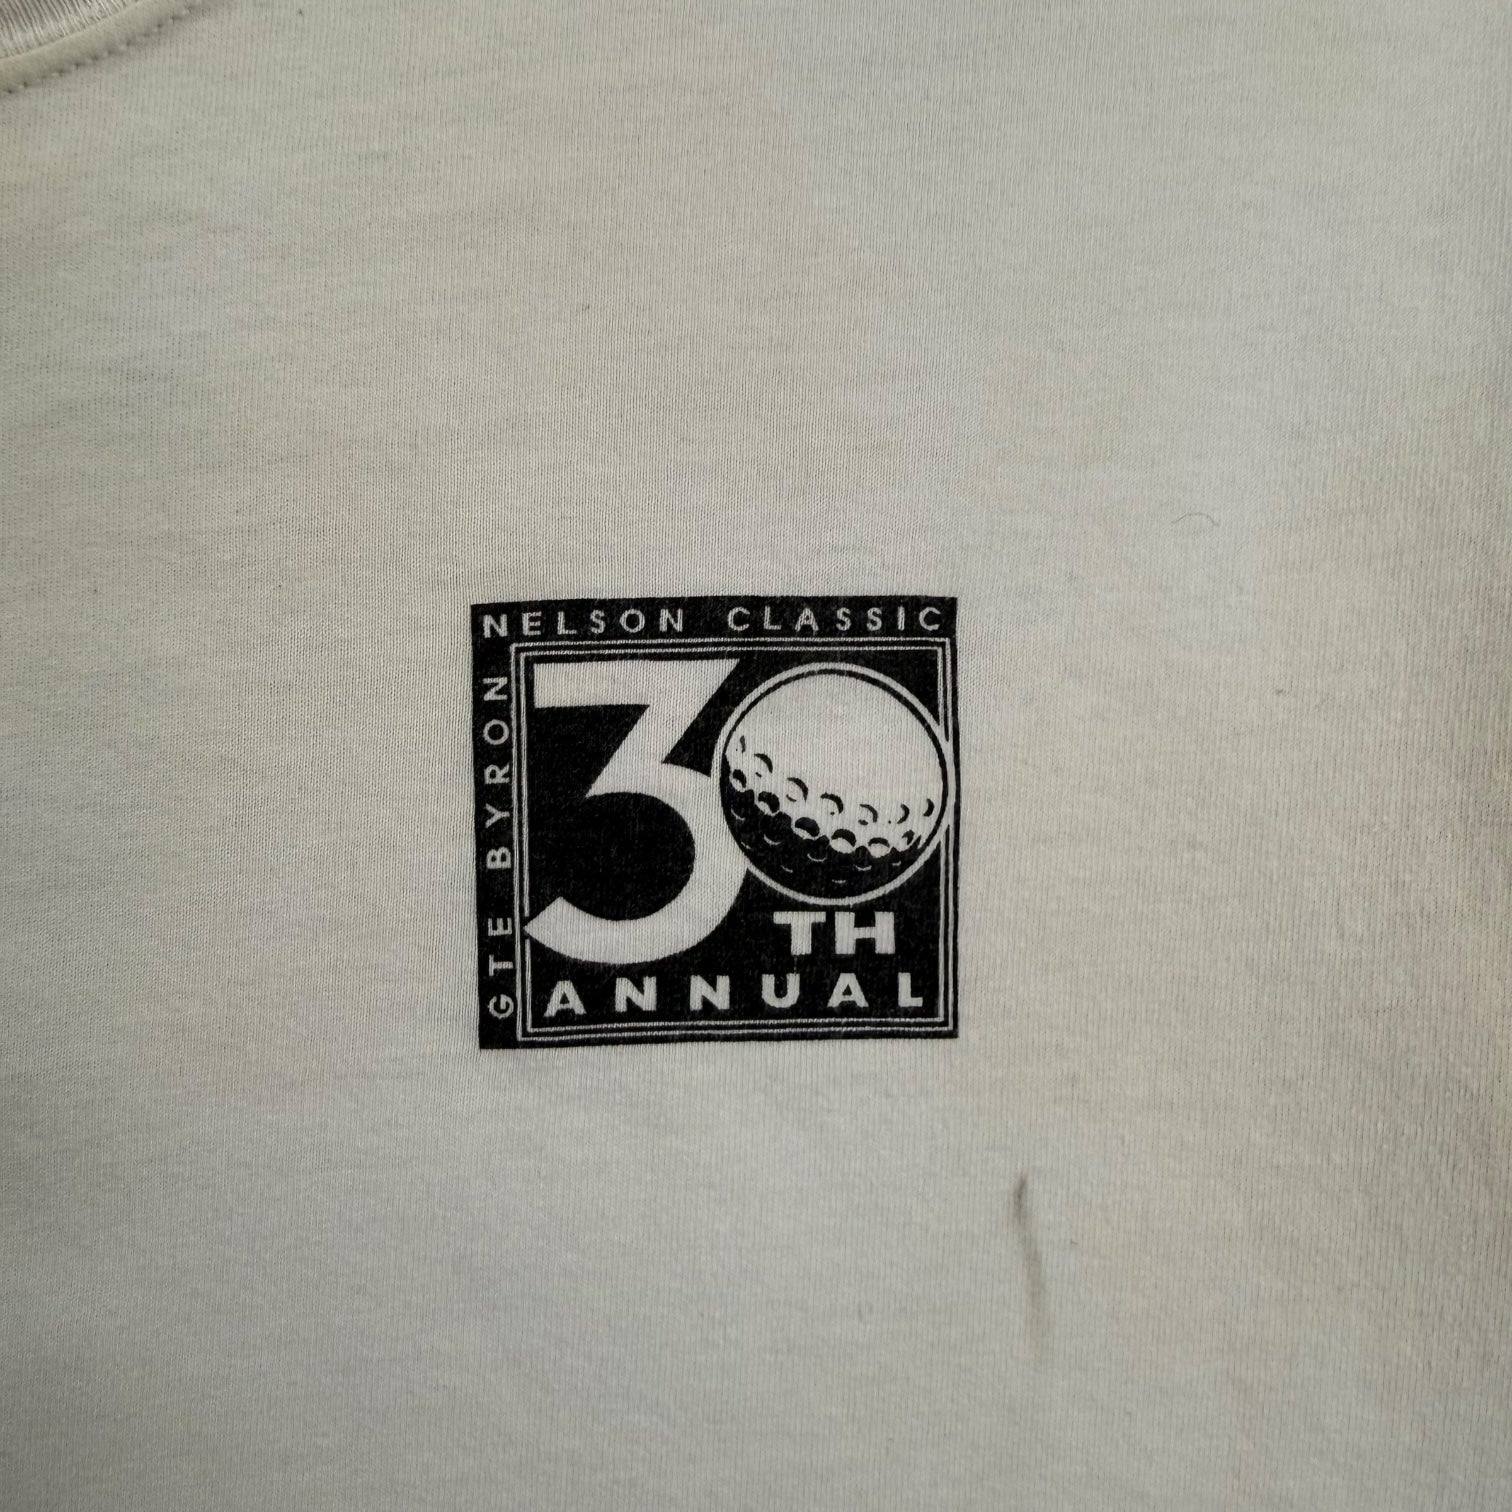 GTE BYRON
NELSON CLASSIC
30
TH
ANNUAL